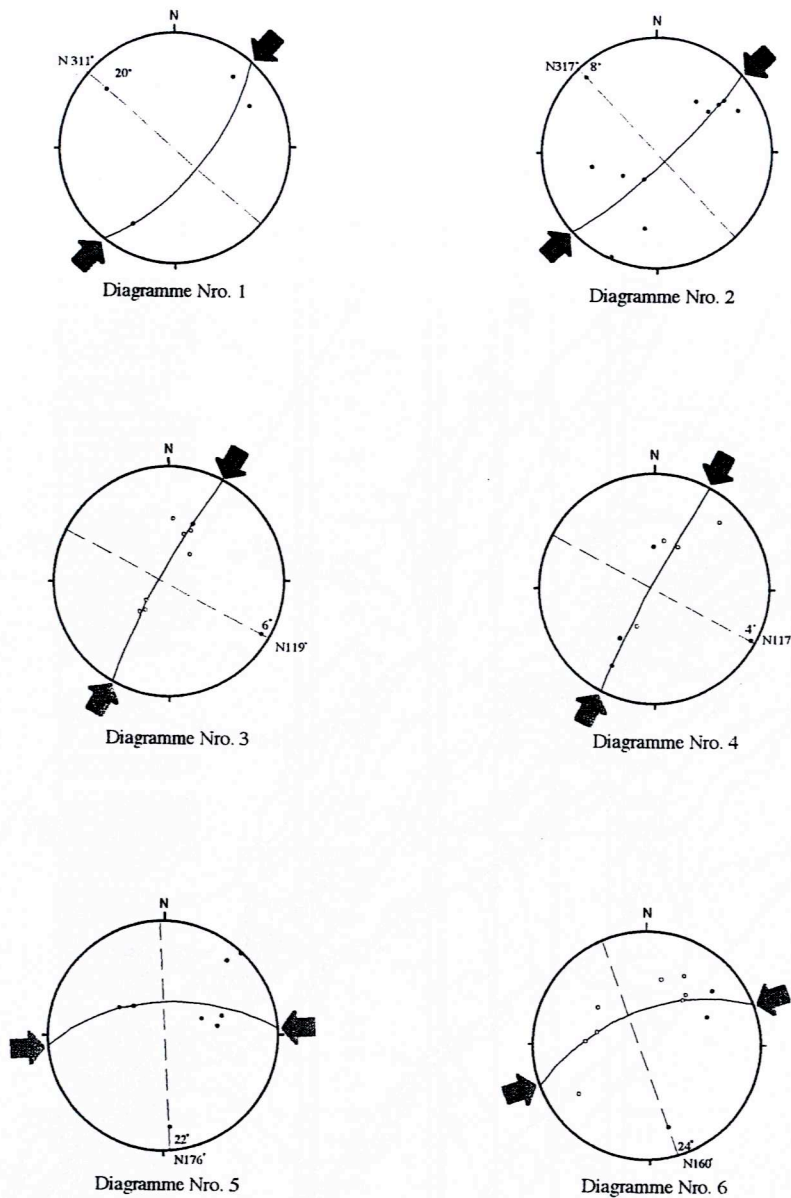 N
N 311°
20°
Diagramme Nro. 1
N
N317°
8°
Diagramme Nro. 2
N
6°
N119°
Diagramme Nro. 3
N
4°
N117
Diagramme Nro. 4
N
22°
N176°
Diagramme Nro. 5
N
24°
N160°
Diagramme Nro. 6